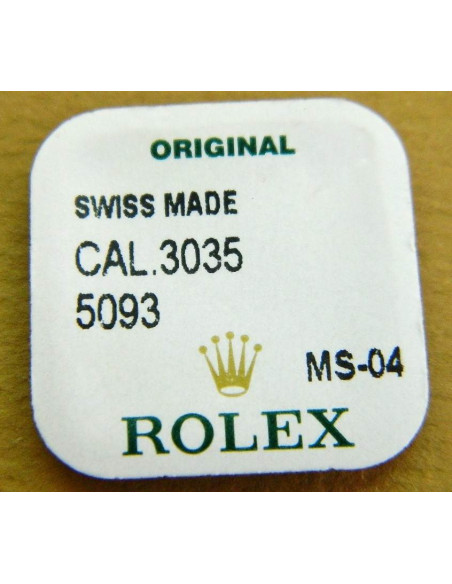 ORIGINAL
SWISS MADE
CAL.3035
5093
MS-04
ROLEX